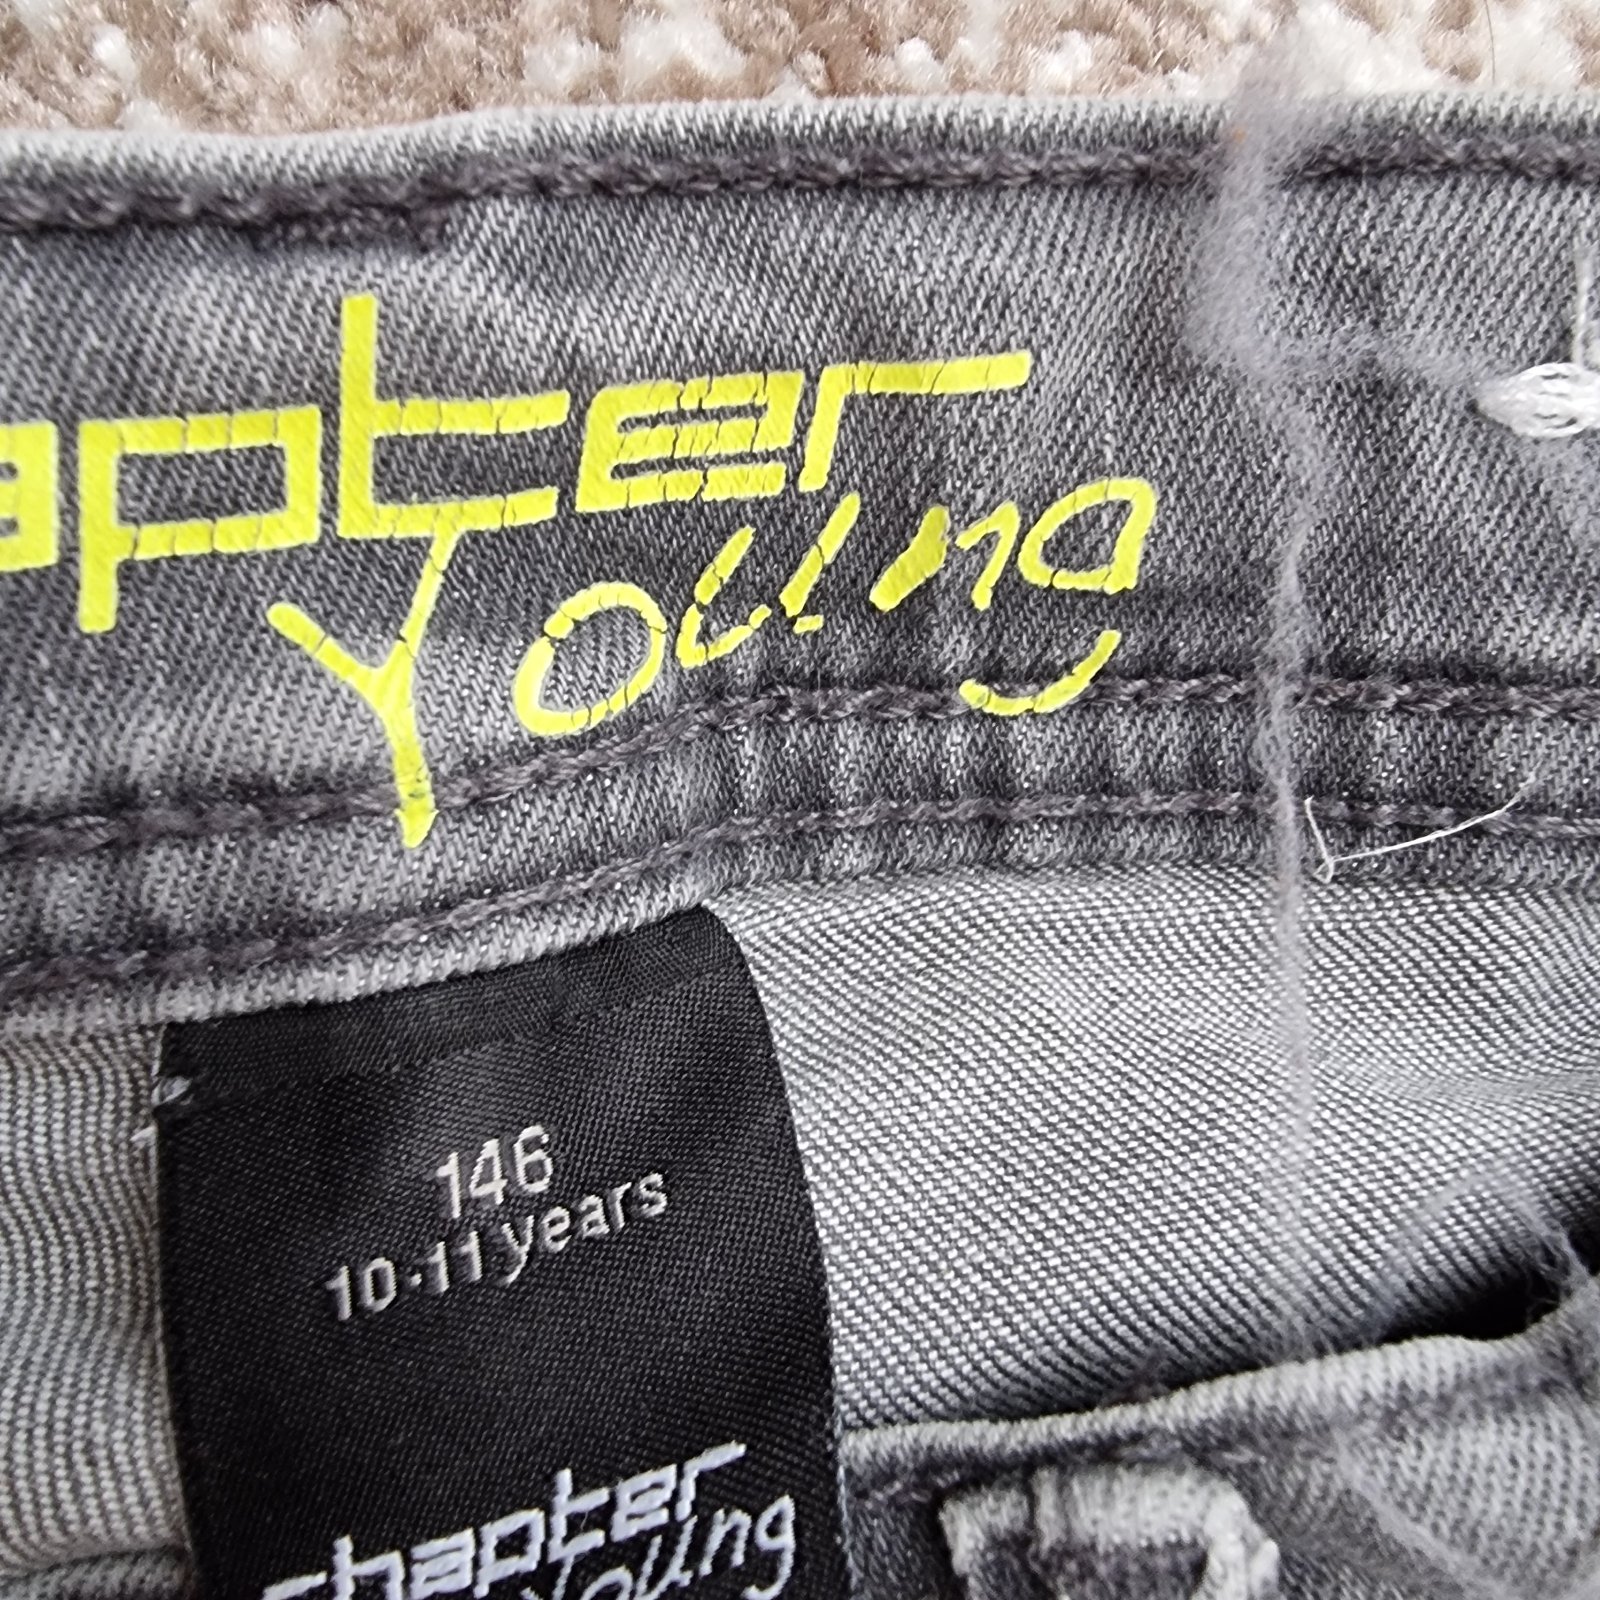 apter
Young
146
10-11 years
chapter
Young